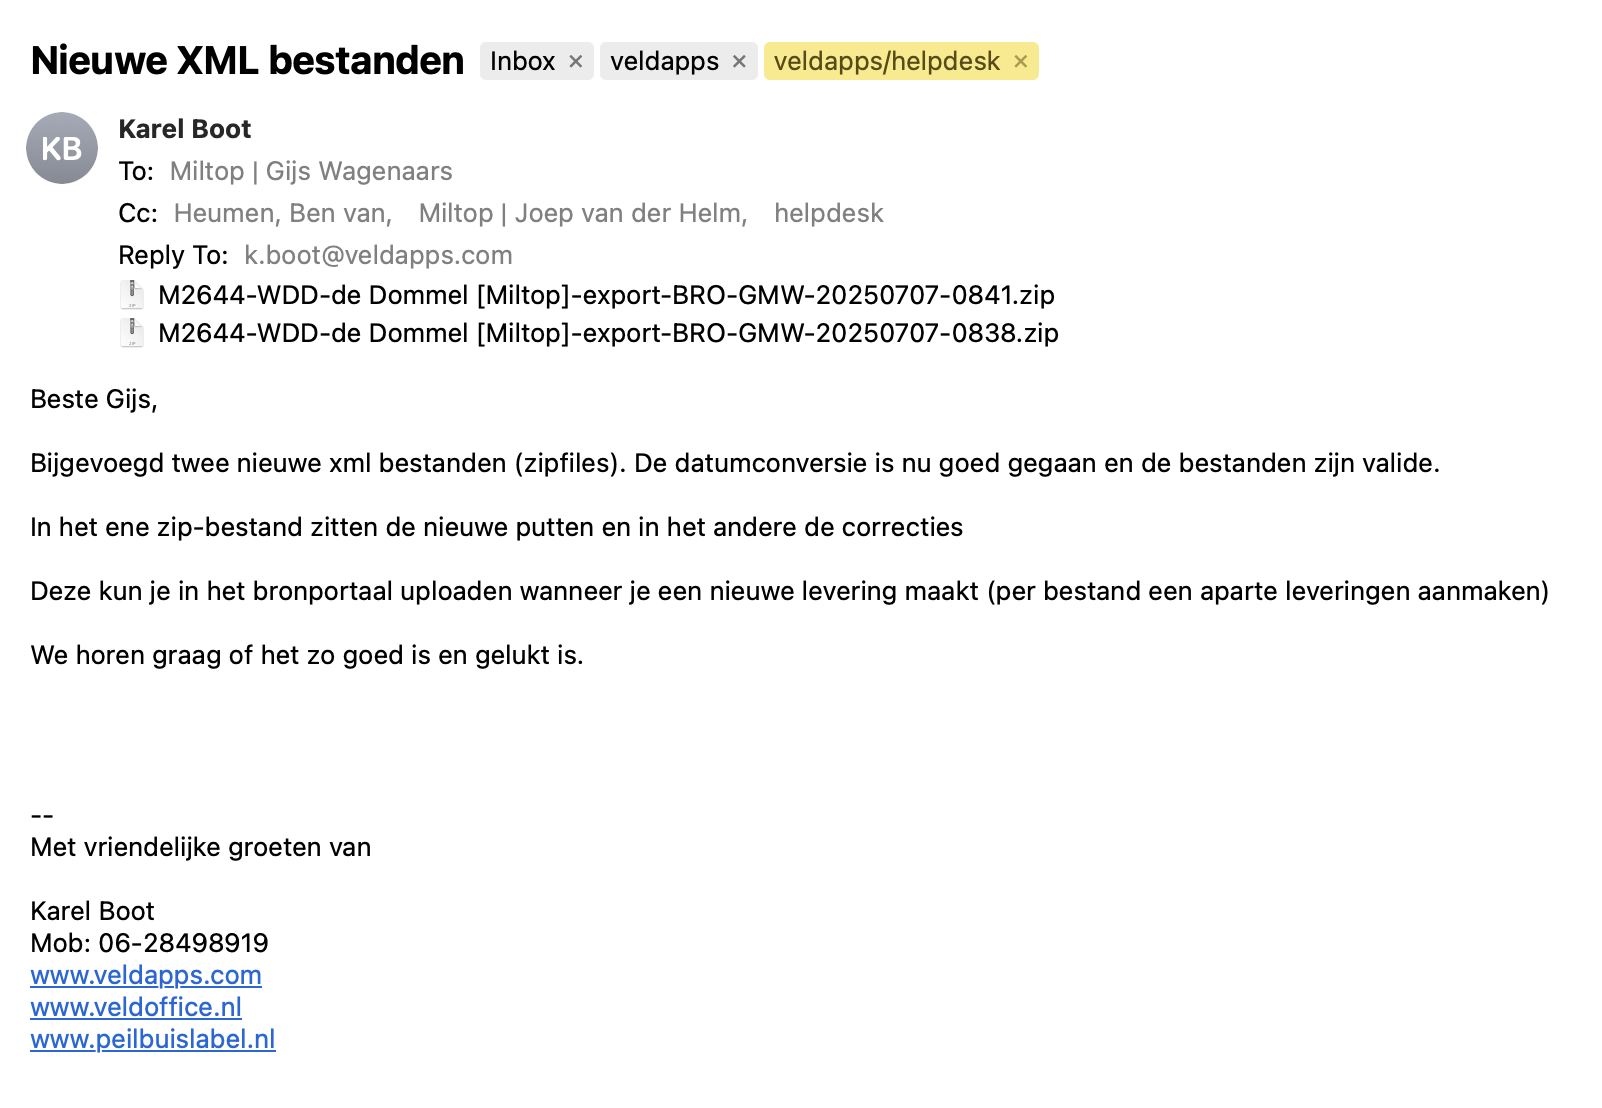 Nieuwe XML bestanden Inbox × veldapps × veldapps/helpdesk ×
KB
Karel Boot
To: Miltop | Gijs Wagenaars
Cc: Heumen, Ben van, Miltop | Joep van der Helm, helpdesk
Reply To: k.boot@veldapps.com
M2644-WDD-de Dommel [Miltop]-export-BRO-GMW-20250707-0841.zip
M2644-WDD-de Dommel [Miltop]-export-BRO-GMW-20250707-0838.zip
Beste Gijs,
Bijgevoegd twee nieuwe xml bestanden (zipfiles). De datumconversie is nu goed gegaan en de bestanden zijn valide.
In het ene zip-bestand zitten de nieuwe putten en in het andere de correcties
Deze kun je in het bronportaal uploaden wanneer je een nieuwe levering maakt (per bestand een aparte leveringen aanmaken)
We horen graag of het zo goed is en gelukt is.
--
Met vriendelijke groeten van
Karel Boot
Mob: 06-28498919
www.veldapps.com
www.veldoffice.nl
www.peilbuislabel.nl